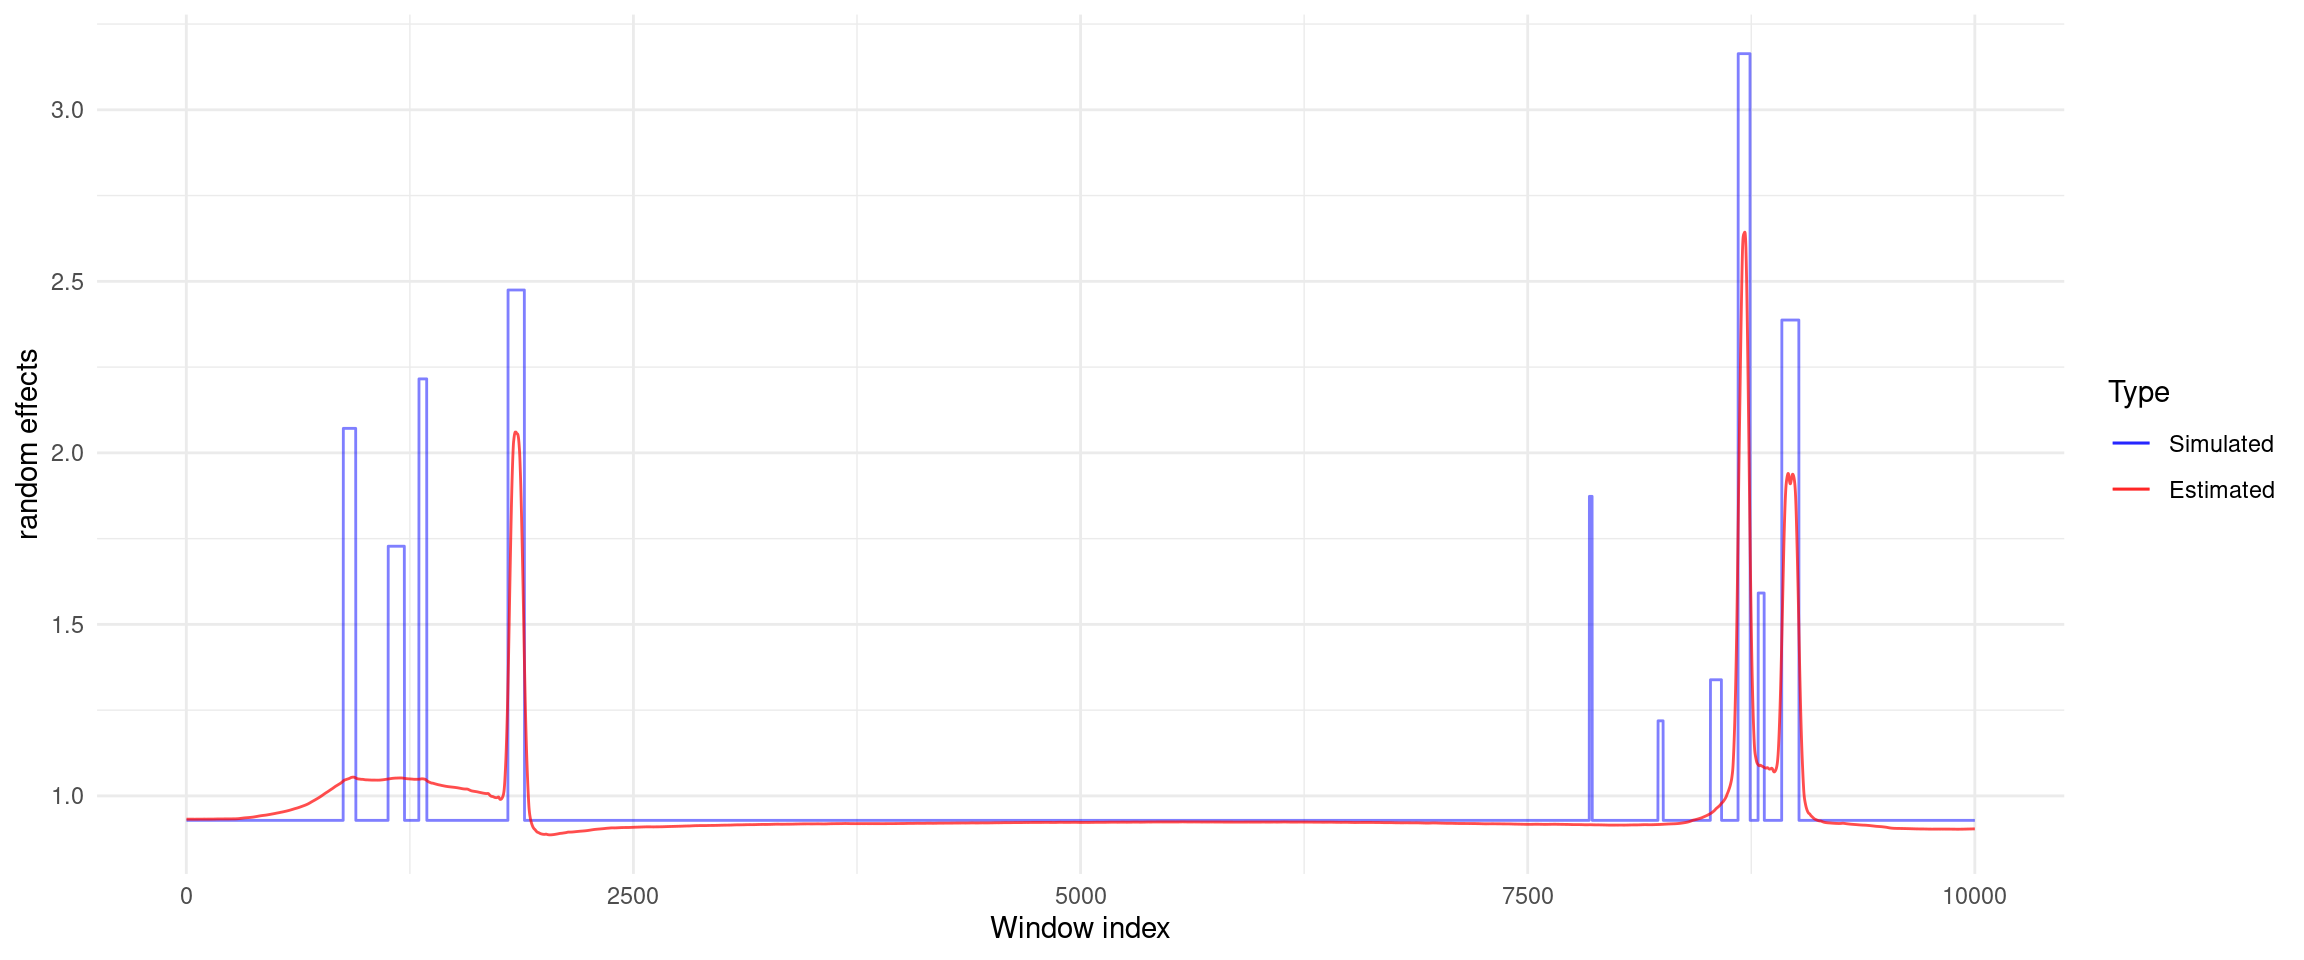 3.0
2.5
2.0
1.5
1.0
random effects
0 2500 5000 7500 10000
Window index
Type
Simulated
Estimated